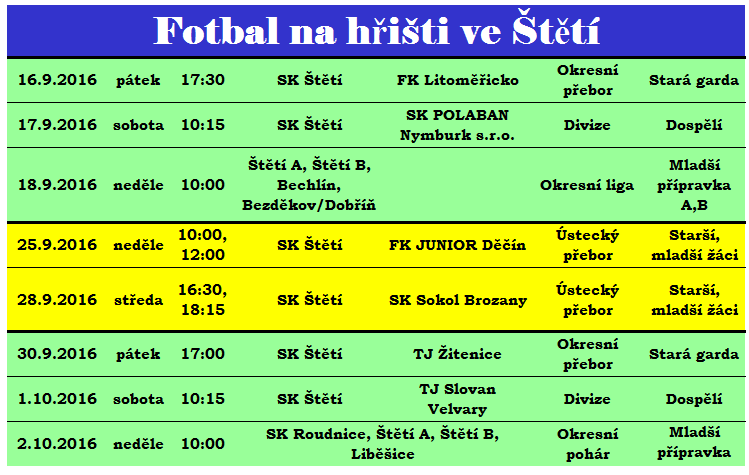 Fotbal na hřišti ve Štětí
16.9.2016 pátek 17:30 SK Štětí FK Litoměřicko Okresní přebor Stará garda
17.9.2016 sobota 10:15 SK Štětí SK POLABAN Nymburk s.r.o. Divize Dospělí
18.9.2016 neděle 10:00 Štětí A, Štětí B, Bechlín, Bezděkov/Dobříň Okresní liga Mladší přípravka A,B
25.9.2016 neděle 10:00, 12:00 SK Štětí FK JUNIOR Děčín Ústecký přebor Starší, mladší žáci
28.9.2016 středa 16:30, 18:15 SK Štětí SK Sokol Brozany Ústecký přebor Starší, mladší žáci
30.9.2016 pátek 17:00 SK Štětí TJ Žitenice Okresní přebor Stará garda
1.10.2016 sobota 10:15 SK Štětí TJ Slovan Velvary Divize Dospělí
2.10.2016 neděle 10:00 SK Roudnice, Štětí A, Štětí B, Liběšice Okresní pohár Mladší přípravka